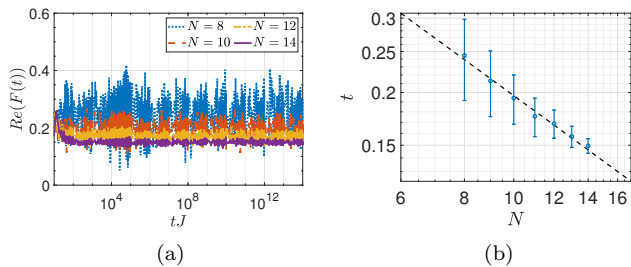 N = 8
N = 12
N = 10
N = 14
Re(F(t))
0.6
0.4
0.2
0
10^4
10^8
10^12
tJ
(a)
t
0.3
0.25
0.2
0.15
6
8
10
12
14
16
N
(b)